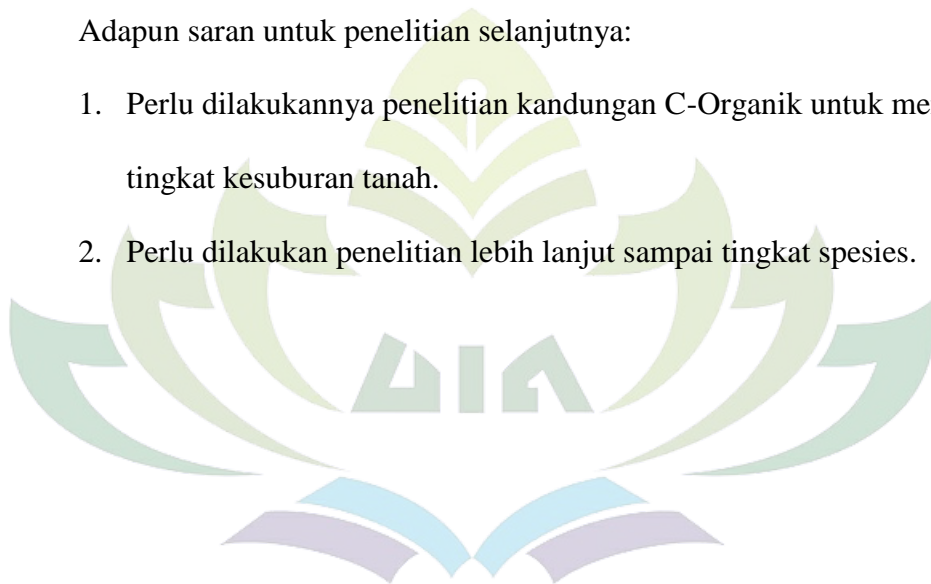 Adapun saran untuk penelitian selanjutnya:
1. Perlu dilakukannya penelitian kandungan C-Organik untuk
tingkat kesuburan tanah.
2. Perlu dilakukan penelitian lebih lanjut sampai tingkat spesies.
UIN